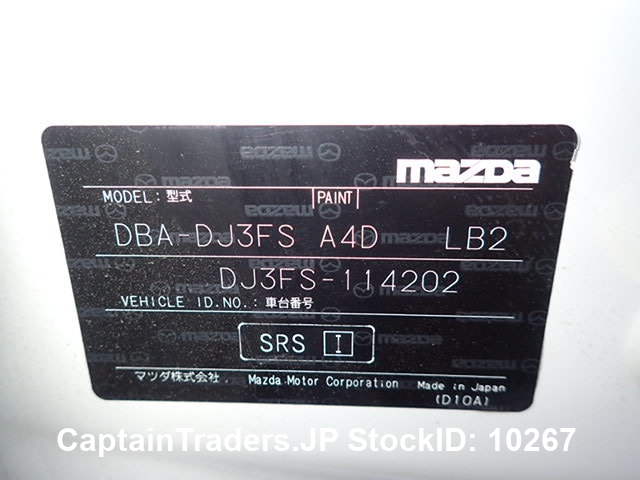 mazda
MODEL: 型式 PAINT
DBA-DJ3FS A4D LB2
DJ3FS-114202
VEHICLE ID.NO.: 車台番号
SRS I
マツダ株式会社. Mazda Motor Corporation Made in Japan
(D10A)
CaptainTraders.JP StockID: 10267